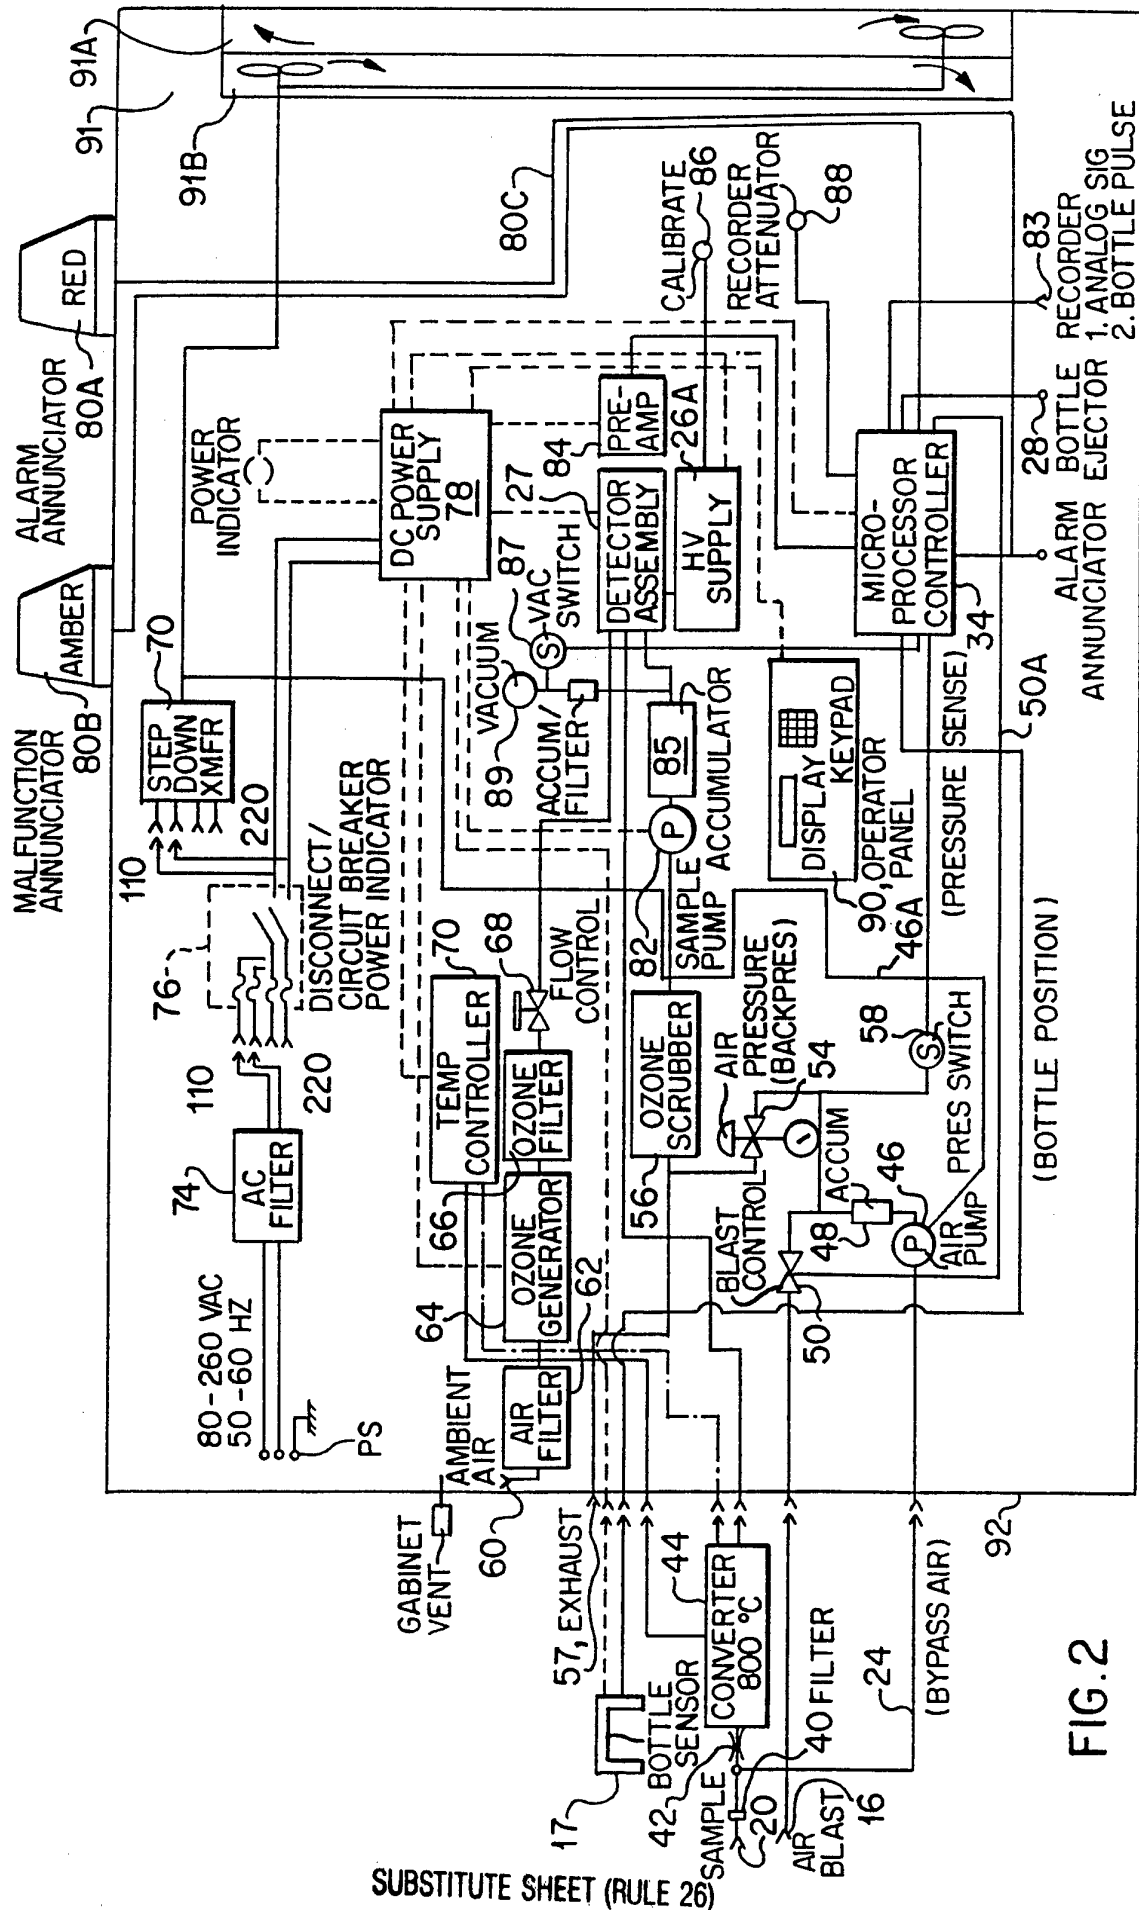 MALFUNCTION
ANNUNCIATOR
80B
AMBER
ALARM
ANNUNCIATOR
80A
RED
91
91A
91B
80C
110
220
STEP
DOWN
XMFR
70
POWER
INDICATOR
76
DISCONNECT/
CIRCUIT BREAKER
POWER INDICATOR
110
220
74
AC
FILTER
80-260 VAC
50-60 HZ
PS
DC POWER
SUPPLY
78
TEMP
CONTROLLER
70
GABINET
VENT
AMBIENT
AIR
60
AIR
FILTER
62
64
OZONE
GENERATOR
66
OZONE
FILTER
68
FLOW
CONTROL
VACUUM
89
87
VAC
SWITCH
ACCUM/
FILTER
27
DETECTOR
ASSEMBLY
84
PRE-
AMP
26A
HV
SUPPLY
CALIBRATE
86
RECORDER
ATTENUATOR
88
57, EXHAUST
56
OZONE
SCRUBBER
82
SAMPLE
PUMP
P
85
ACCUMULATOR
S
17
BOTTLE
SENSOR
44
CONVERTER
800 °C
42
SAMPLE
20
40 FILTER
AIR
BLAST
16
24
(BYPASS AIR)
92
BLAST
CONTROL
50
AIR
PRESSURE
(BACKPRES)
54
ACCUM
48
46
P
AIR
PUMP
PRESS SWITCH
58
S
46A
DISPLAY
KEYPAD
90, OPERATOR
PANEL
(PRESSURE SENSE)
(BOTTLE POSITION)
50A
MICRO-
PROCESSOR
CONTROLLER
34
ALARM
ANNUNCIATOR
28
BOTTLE
EJECTOR
83
RECORDER
1. ANALOG SIG
2. BOTTLE PULSE
FIG.2
SUBSTITUTE SHEET (RULE 26)